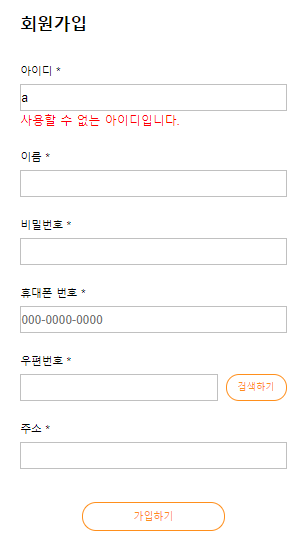 회원가입
아이디 *
a
사용할 수 없는 아이디입니다.
이름 *
비밀번호 *
휴대폰 번호 *
000-0000-0000
우편번호 *
검색하기
주소 *
가입하기